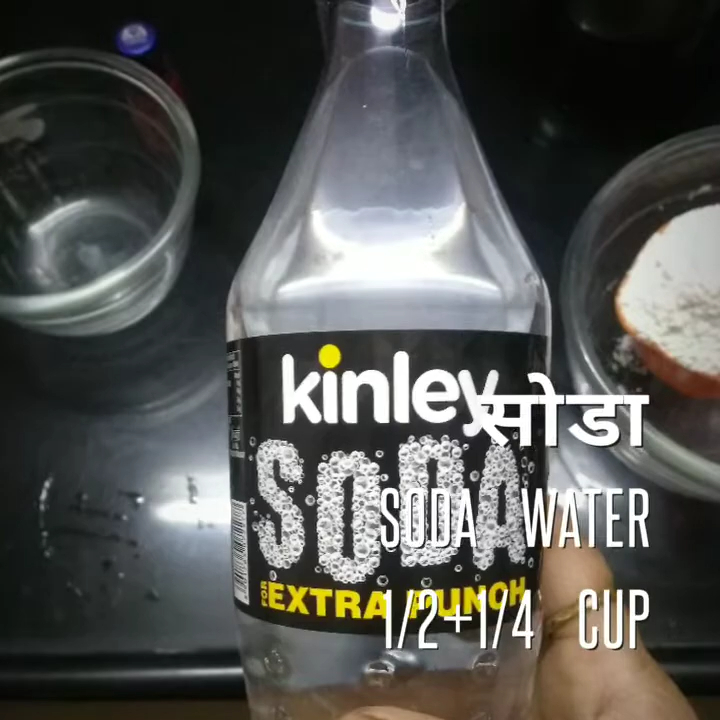 kinley
सोडा
SODA
SODA WATER
FOR EXTRA PUNCH
1/2+1/4 CUP